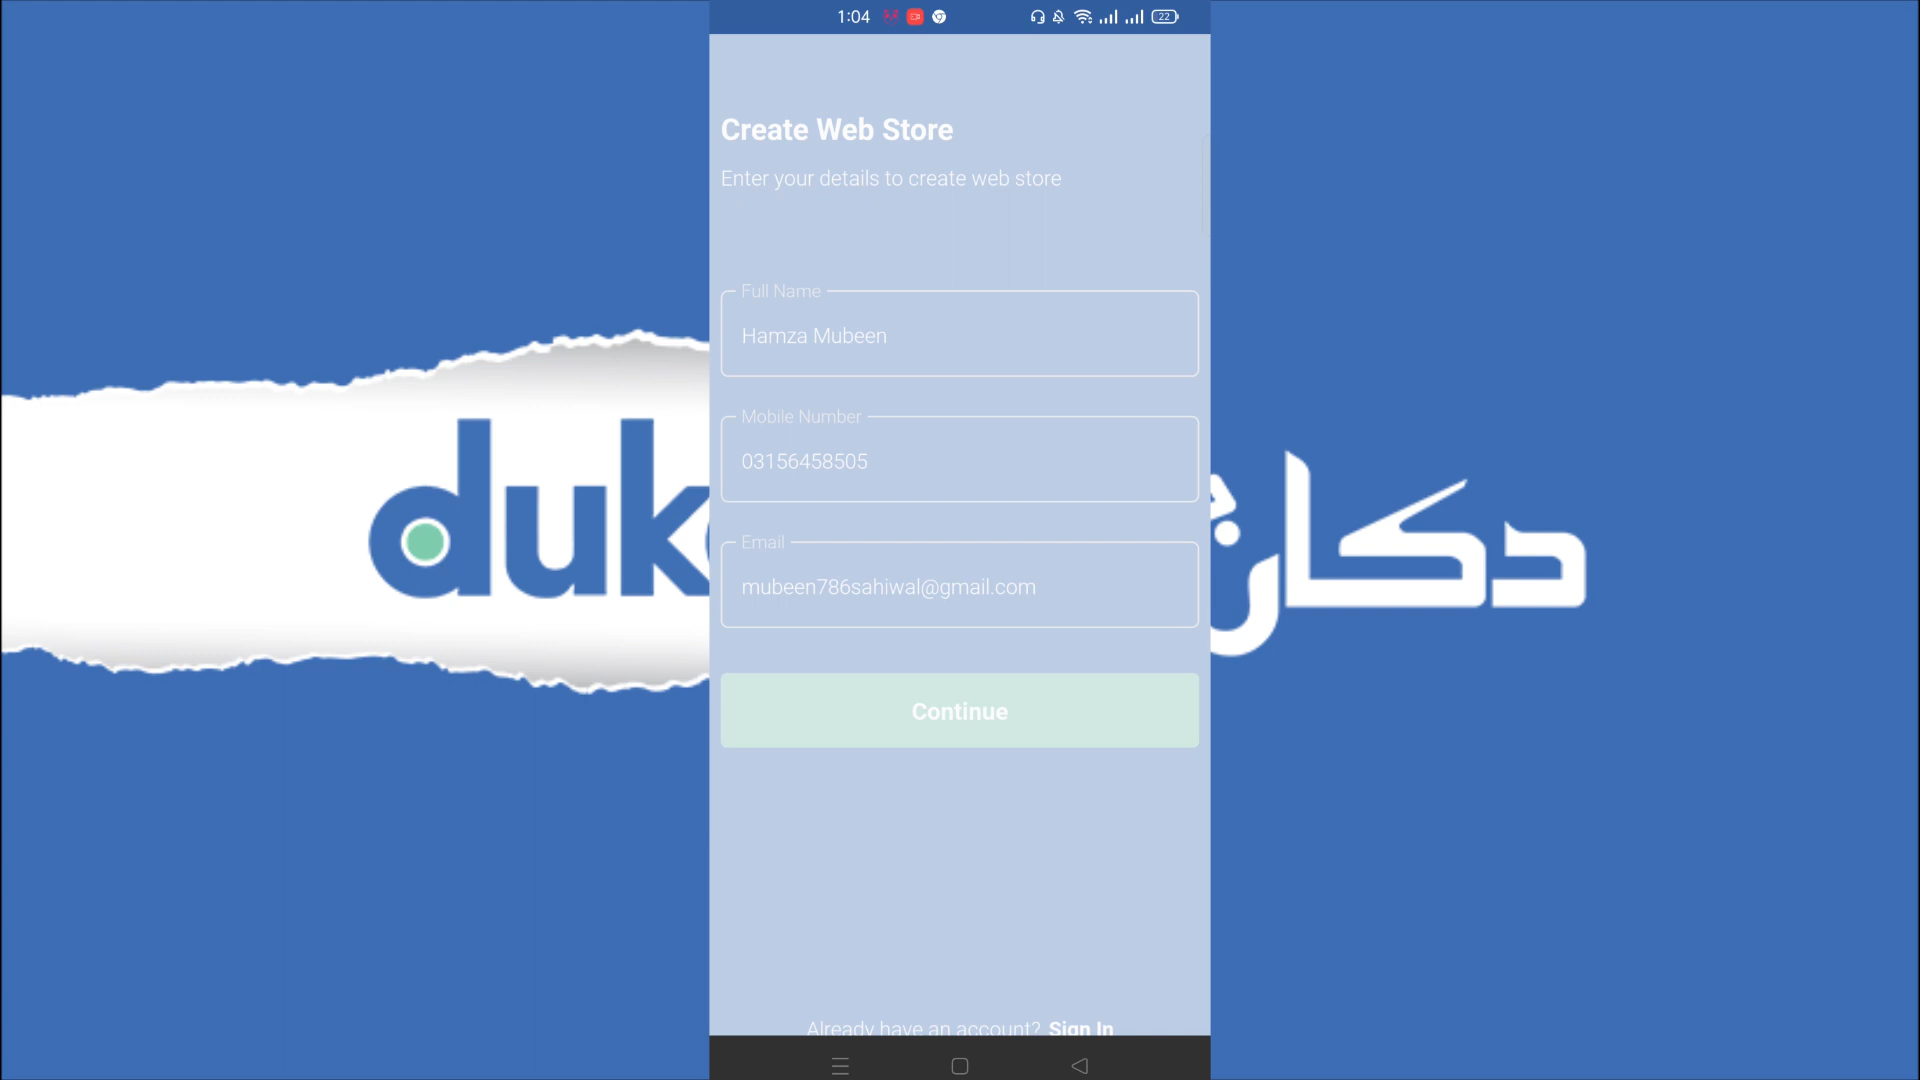 1:04
22
Create Web Store
Enter your details to create web store
Full Name
Hamza Mubeen
Mobile Number
03156458505
Email
mubeen786sahiwal@gmail.com
Continue
Already have an account? Sign In
duk
دکان